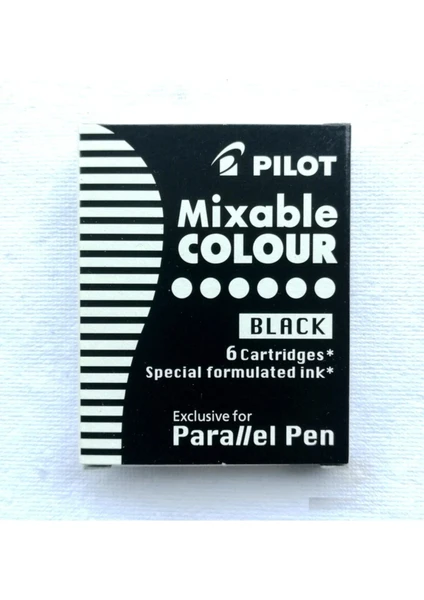 PILOT
Mixable
COLOUR
BLACK
6 Cartridges*
Special formulated ink*
Exclusive for
Parallel Pen